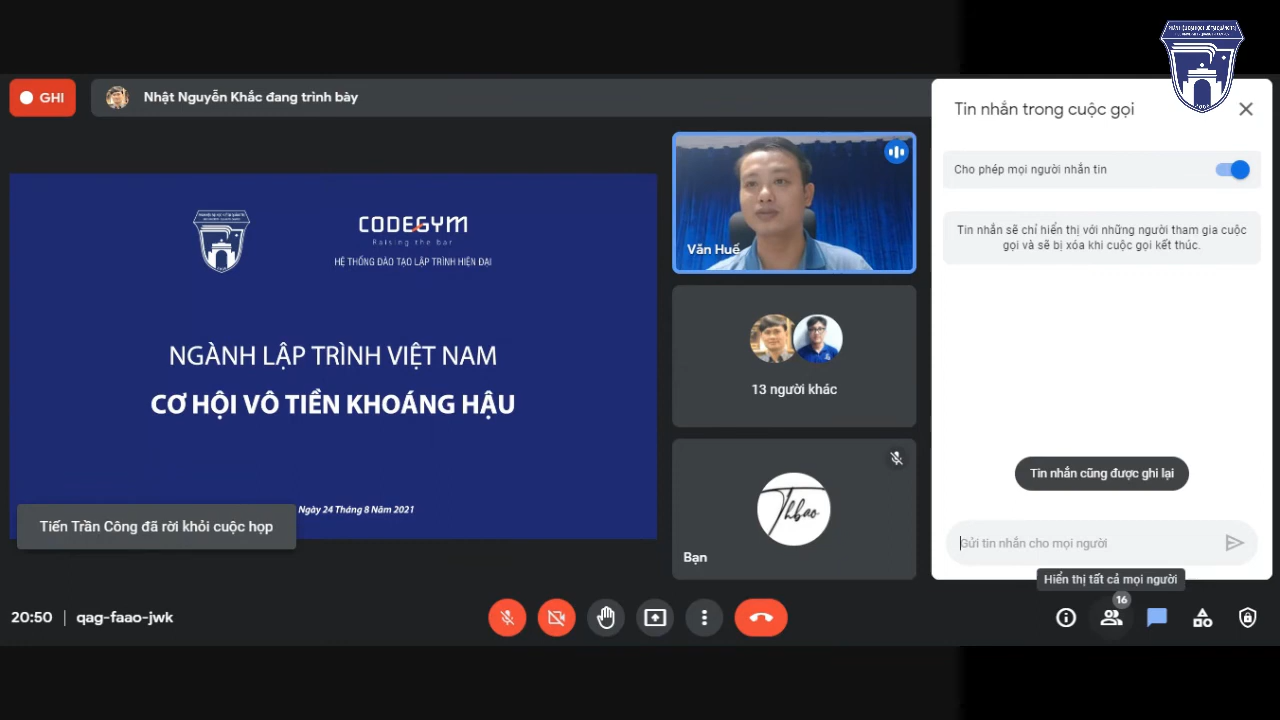 GHI
Nhật Nguyễn Khắc đang trình bày
CODEGYM
Raising the bar
HỆ THỐNG ĐÀO TẠO LẬP TRÌNH HIỆN ĐẠI
NGÀNH LẬP TRÌNH VIỆT NAM
CƠ HỘI VÔ TIỀN KHOÁNG HẬU
Ngày 24 Tháng 8 Năm 2021
Tiến Trần Công đã rời khỏi cuộc họp
Văn Huế
13 người khác
Thbao
Bạn
Tin nhắn trong cuộc gọi
Cho phép mọi người nhắn tin
Tin nhắn sẽ chỉ hiển thị với những người tham gia cuộc
gọi và sẽ bị xóa khi cuộc gọi kết thúc.
Tin nhắn cũng được ghi lại
Gửi tin nhắn cho mọi người
Hiển thị tất cả mọi người
16
20:50 | qag-faao-jwk